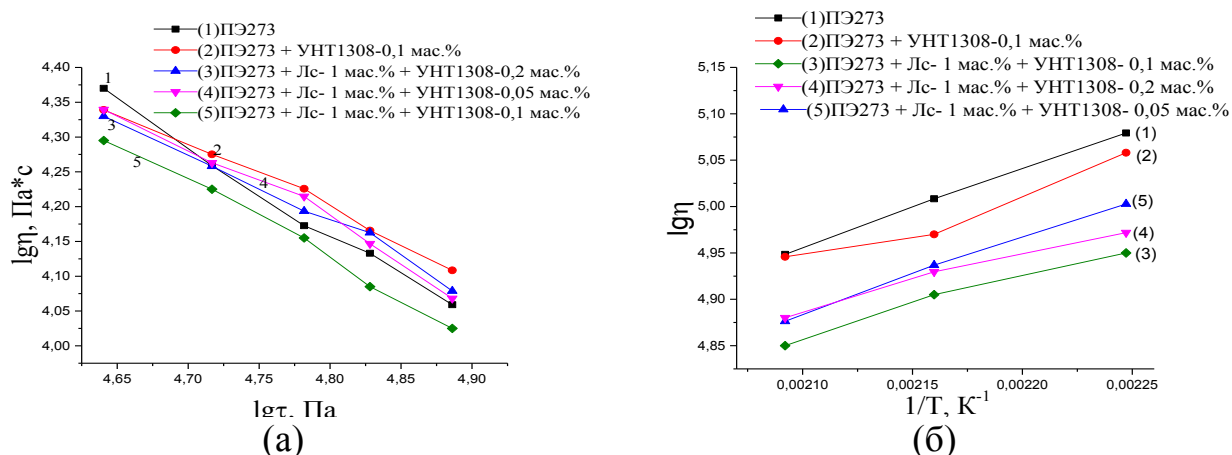 (1)ПЭ273
(2)ПЭ273 + УНТ1308-0,1 мас.%
(3)ПЭ273 + Лс- 1 мас.% + УНТ1308-0,2 мас.%
(4)ПЭ273 + Лс- 1 мас.% + УНТ1308-0,05 мас.%
(5)ПЭ273 + Лс- 1 мас.% + УНТ1308-0,1 мас.%
lgη, Па*с
4,40
4,35
4,30
4,25
4,20
4,15
4,10
4,05
4,00
1
2
3
4
5
4,65 4,70 4,75 4,80 4,85 4,90
lgτ, Па
(а)
(1)ПЭ273
(2)ПЭ273 + УНТ1308-0,1 мас.%
(3)ПЭ273 + Лс- 1 мас.% + УНТ1308- 0,1 мас.%
(4)ПЭ273 + Лс- 1 мас.% + УНТ1308- 0,2 мас.%
(5)ПЭ273 + Лс- 1 мас.% + УНТ1308- 0,05 мас.%
lgη
5,15
5,10
5,05
5,00
4,95
4,90
4,85
(1)
(2)
(5)
(4)
(3)
0,00210 0,00215 0,00220 0,00225
1/T, K⁻¹
(б)